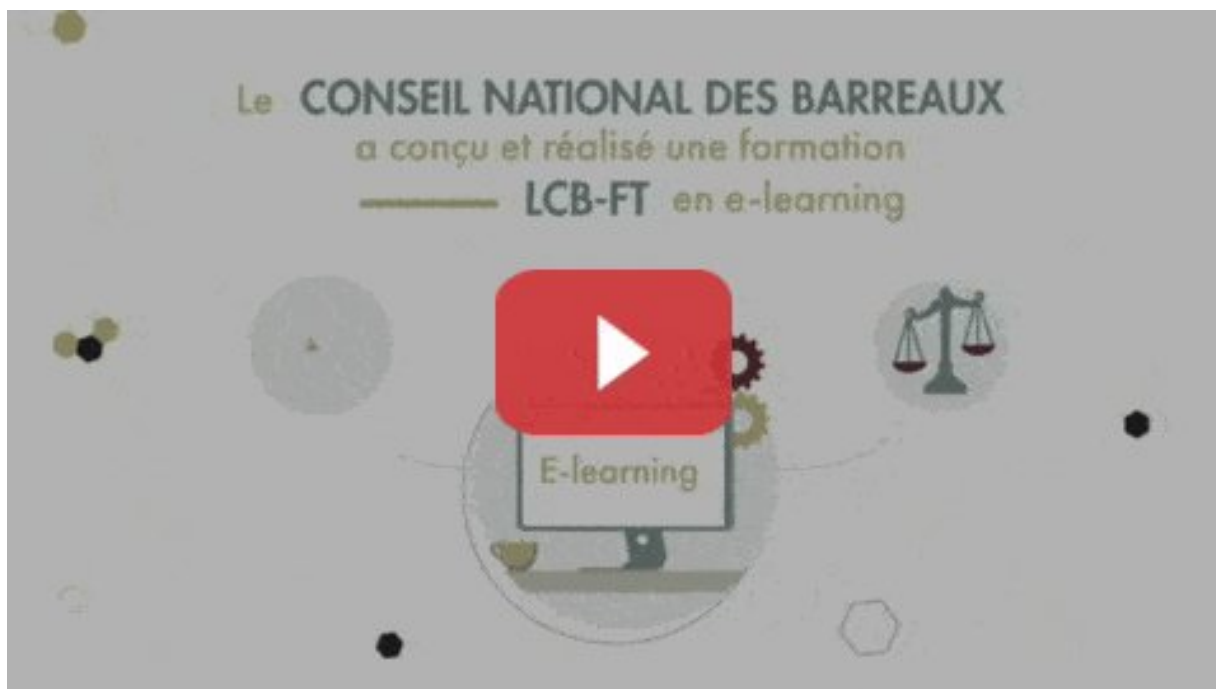 Le CONSEIL NATIONAL DES BARREAUX
a conçu et réalisé une formation
LCB-FT en e-learning
E-learning